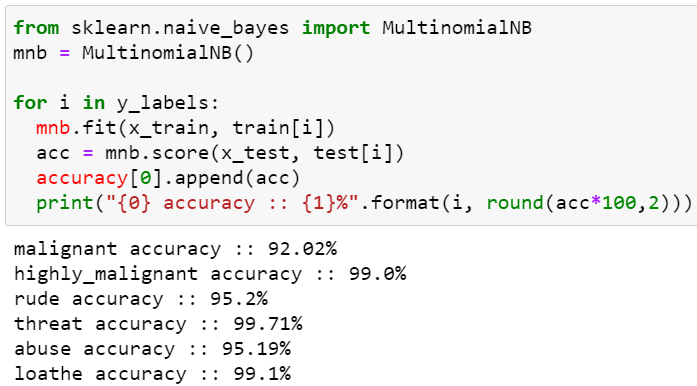 from sklearn.naive_bayes import MultinomialNB
mnb = MultinomialNB()
for i in y_labels:
  mnb.fit(x_train, train[i])
  acc = mnb.score(x_test, test[i])
  accuracy[0].append(acc)
  print("{0} accuracy :: {1}%".format(i, round(acc*100,2)))
malignant accuracy :: 92.02%
highly_malignant accuracy :: 99.0%
rude accuracy :: 95.2%
threat accuracy :: 99.71%
abuse accuracy :: 95.19%
loathe accuracy :: 99.1%